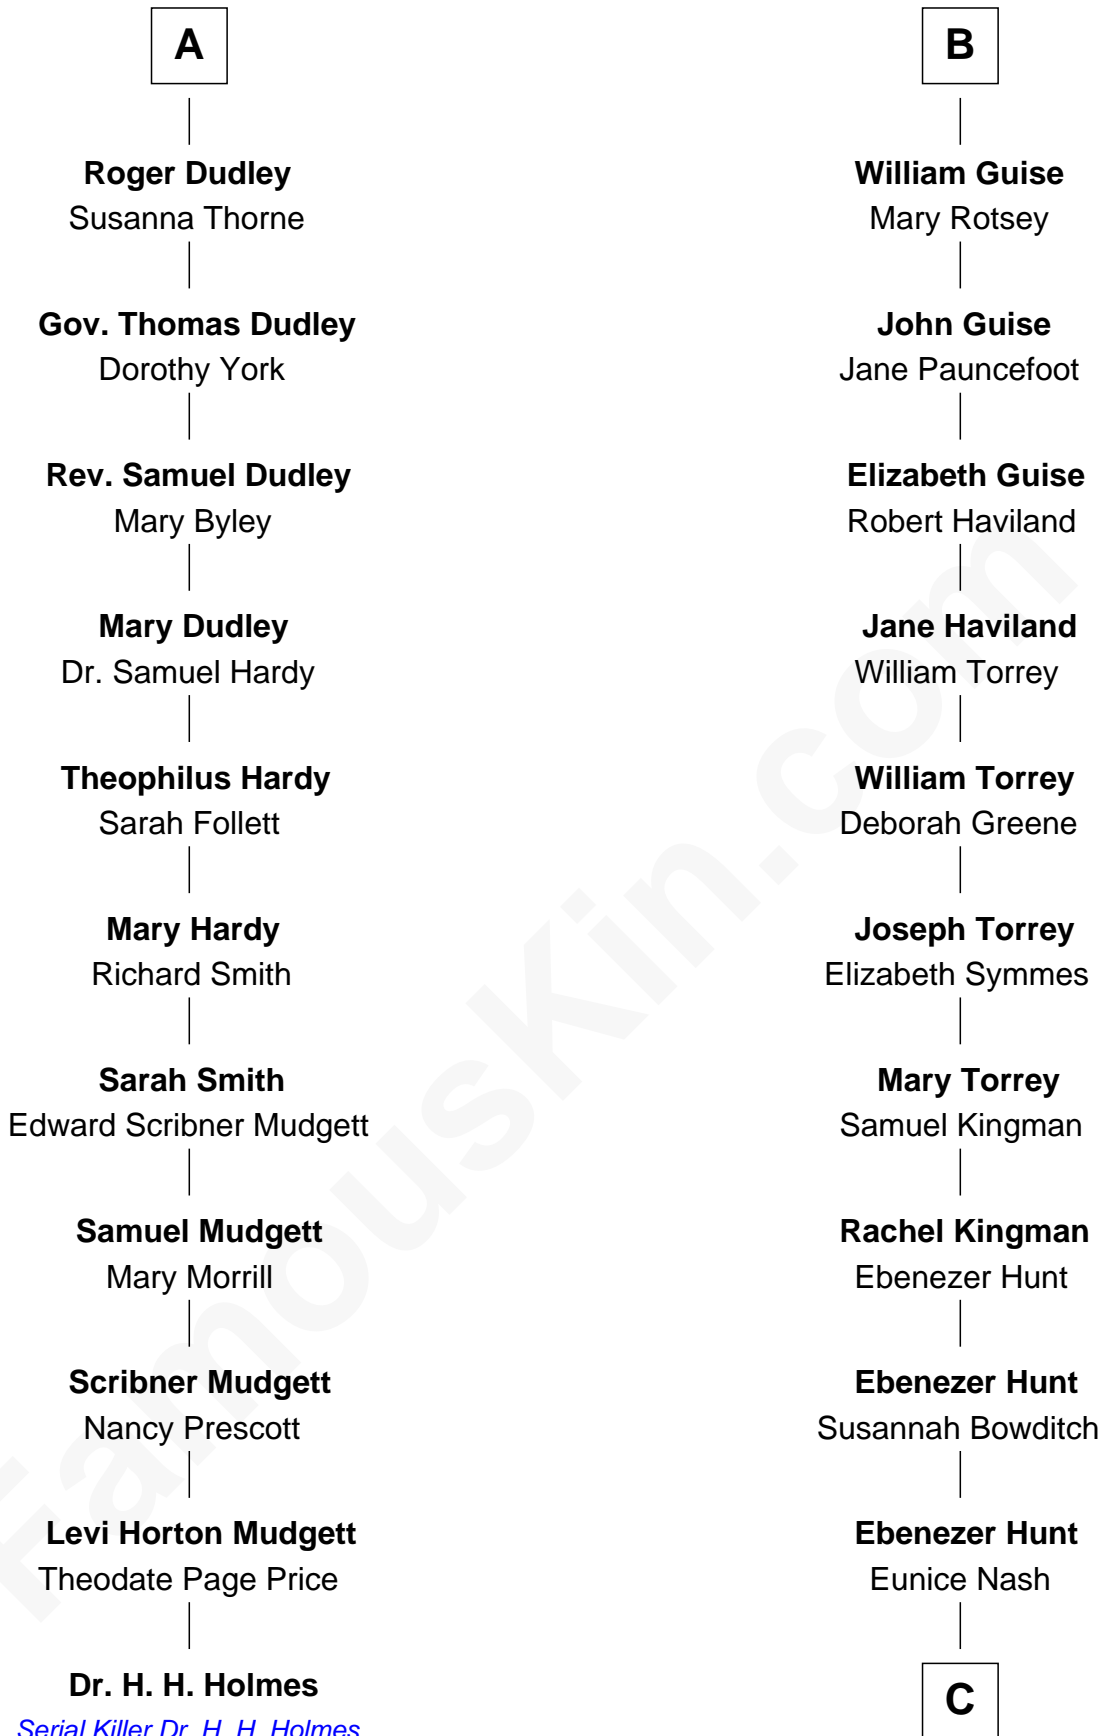 A
Roger Dudley
Susanna Thorne
Gov. Thomas Dudley
Dorothy York
Rev. Samuel Dudley
Mary Byley
Mary Dudley
Dr. Samuel Hardy
Theophilus Hardy
Sarah Follett
Mary Hardy
Richard Smith
Sarah Smith
Edward Scribner Mudgett
Samuel Mudgett
Mary Morrill
Scribner Mudgett
Nancy Prescott
Levi Horton Mudgett
Theodate Page Price
Dr. H. H. Holmes
Serial Killer Dr. H. H. Holmes
B
William Guise
Mary Rotsey
John Guise
Jane Pauncefoot
Elizabeth Guise
Robert Haviland
Jane Haviland
William Torrey
William Torrey
Deborah Greene
Joseph Torrey
Elizabeth Symmes
Mary Torrey
Samuel Kingman
Rachel Kingman
Ebenezer Hunt
Ebenezer Hunt
Susannah Bowditch
Ebenezer Hunt
Eunice Nash
C
FamousKin.com